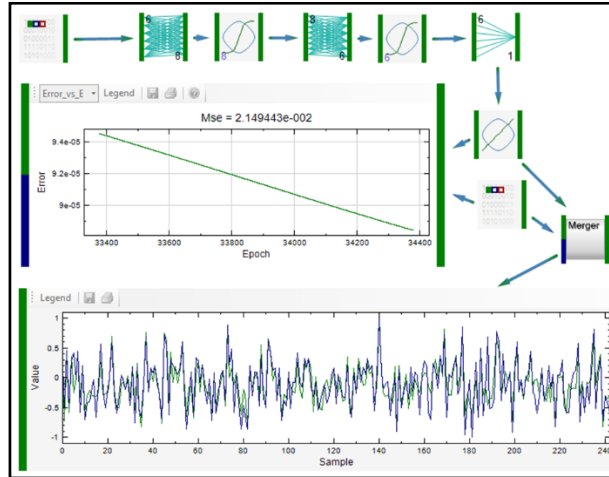 6
6
6
6
6
6
1
Error_vs_E
Legend
Mse = 2.149443e-002
9.4e-05
9.2e-05
9e-05
Error
33400 33600 33800 34000 34200 34400
Epoch
Merger
Legend
1
0.5
0
-0.5
-1
Value
0 20 40 60 80 100 120 140 160 180 200 220 240
Sample